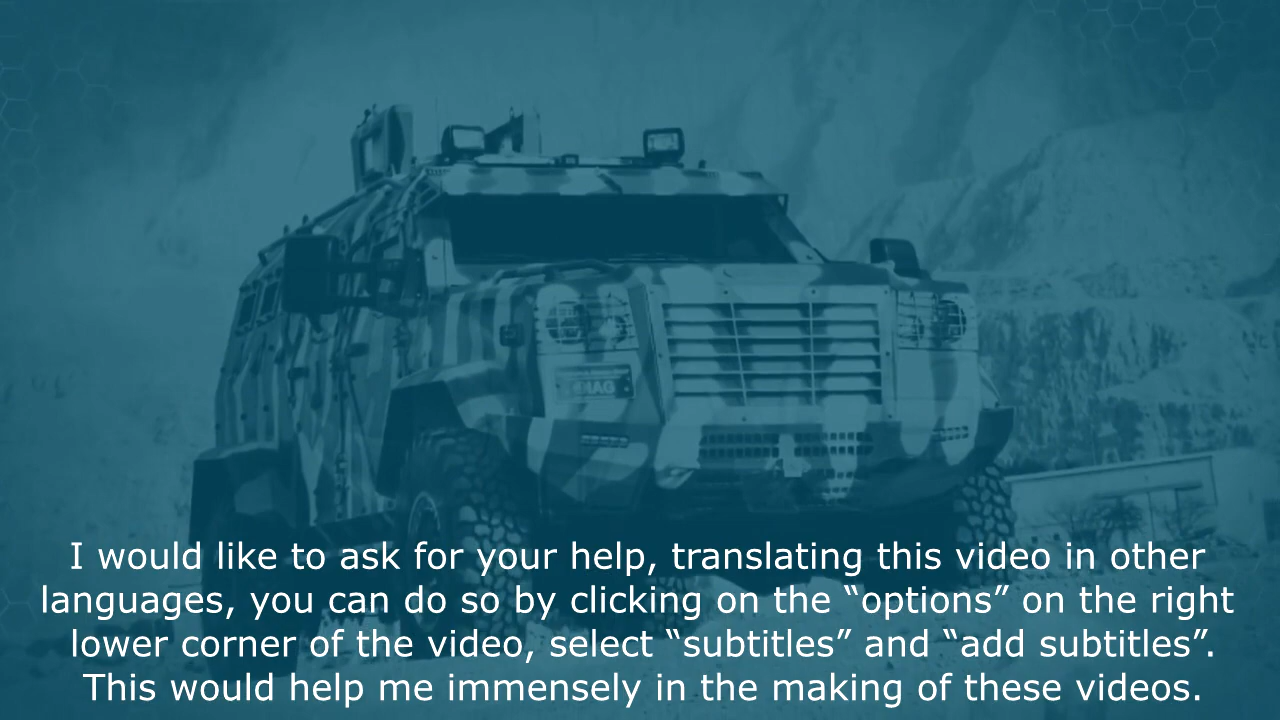 IMAG
I would like to ask for your help, translating this video in other
languages, you can do so by clicking on the “options” on the right
lower corner of the video, select “subtitles” and “add subtitles”.
This would help me immensely in the making of these videos.